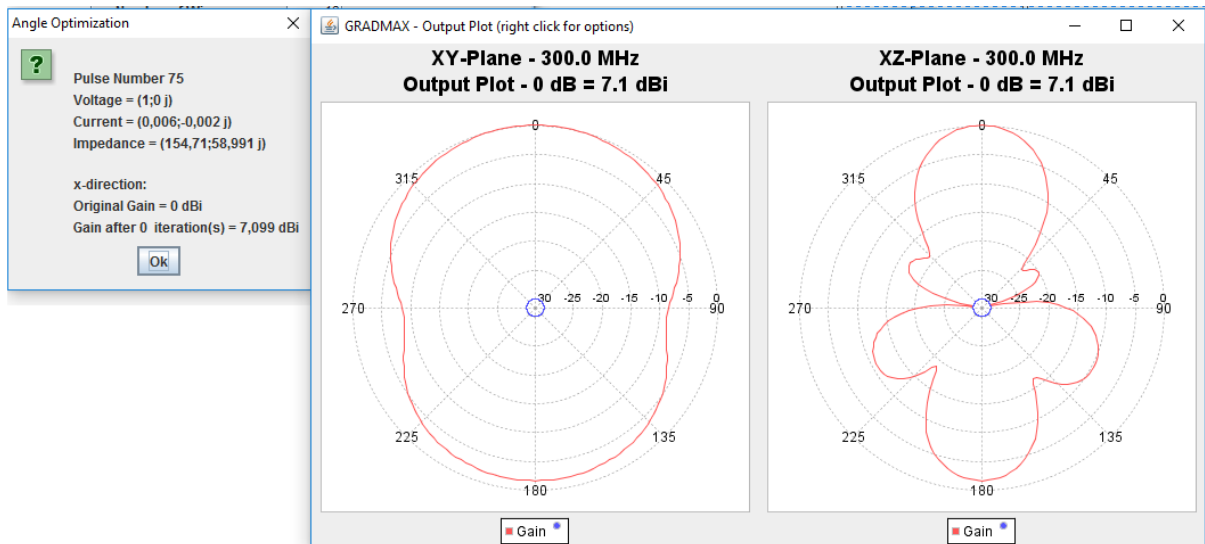 Angle Optimization
Pulse Number 75
Voltage = (1;0 j)
Current = (0,006;-0,002 j)
Impedance = (154,71;58,991 j)
x-direction:
Original Gain = 0 dBi
Gain after 0 iteration(s) = 7,099 dBi
Ok
GRADMAX - Output Plot (right click for options)
XY-Plane - 300.0 MHz
Output Plot - 0 dB = 7.1 dBi
0
315
45
30 -25 -20 -15 -10 -5 0
270
90
225
135
180
Gain
XZ-Plane - 300.0 MHz
Output Plot - 0 dB = 7.1 dBi
0
315
45
30 -25 -20 -15 -10 -5 0
270
90
225
135
180
Gain